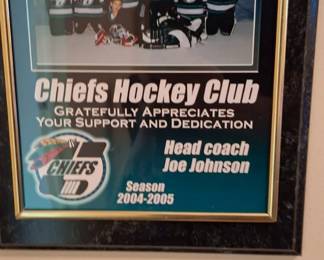 Chiefs Hockey Club
GRATEFULLY APPRECIATES
YOUR SUPPORT AND DEDICATION
Head coach
Joe Johnson
CHIEFS
Season
2004-2005